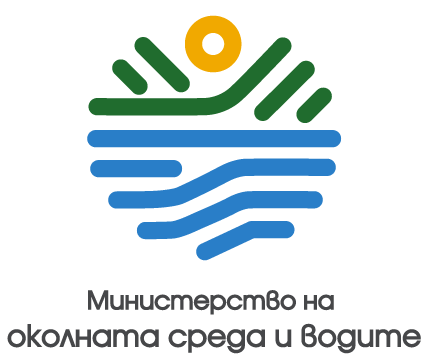 Министерство на
околната среда и водите